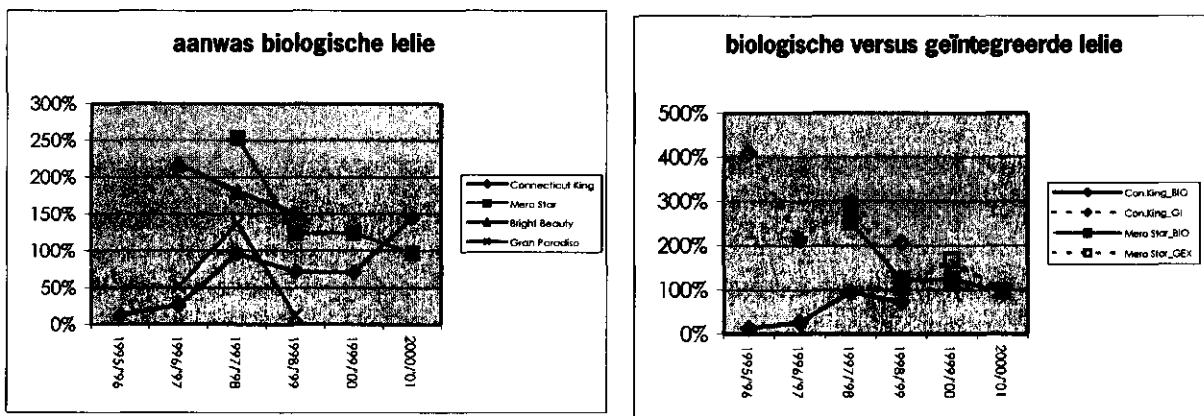 aanwas biologische lelie
300%
250%
200%
150%
100%
50%
0%
1995/'96
1996/'97
1997/'98
1998/'99
1999/'00
2000/'01
Connecticut King
Mero Star
Bright Beauty
Gran Paradiso
biologische versus geïntegreerde lelie
500%
400%
300%
200%
100%
0%
1995/'96
1996/'97
1997/'98
1998/'99
1999/'00
2000/'01
Con.King_BIO
Con.King_GI
Mero Star_BIO
Mero Star_GEX